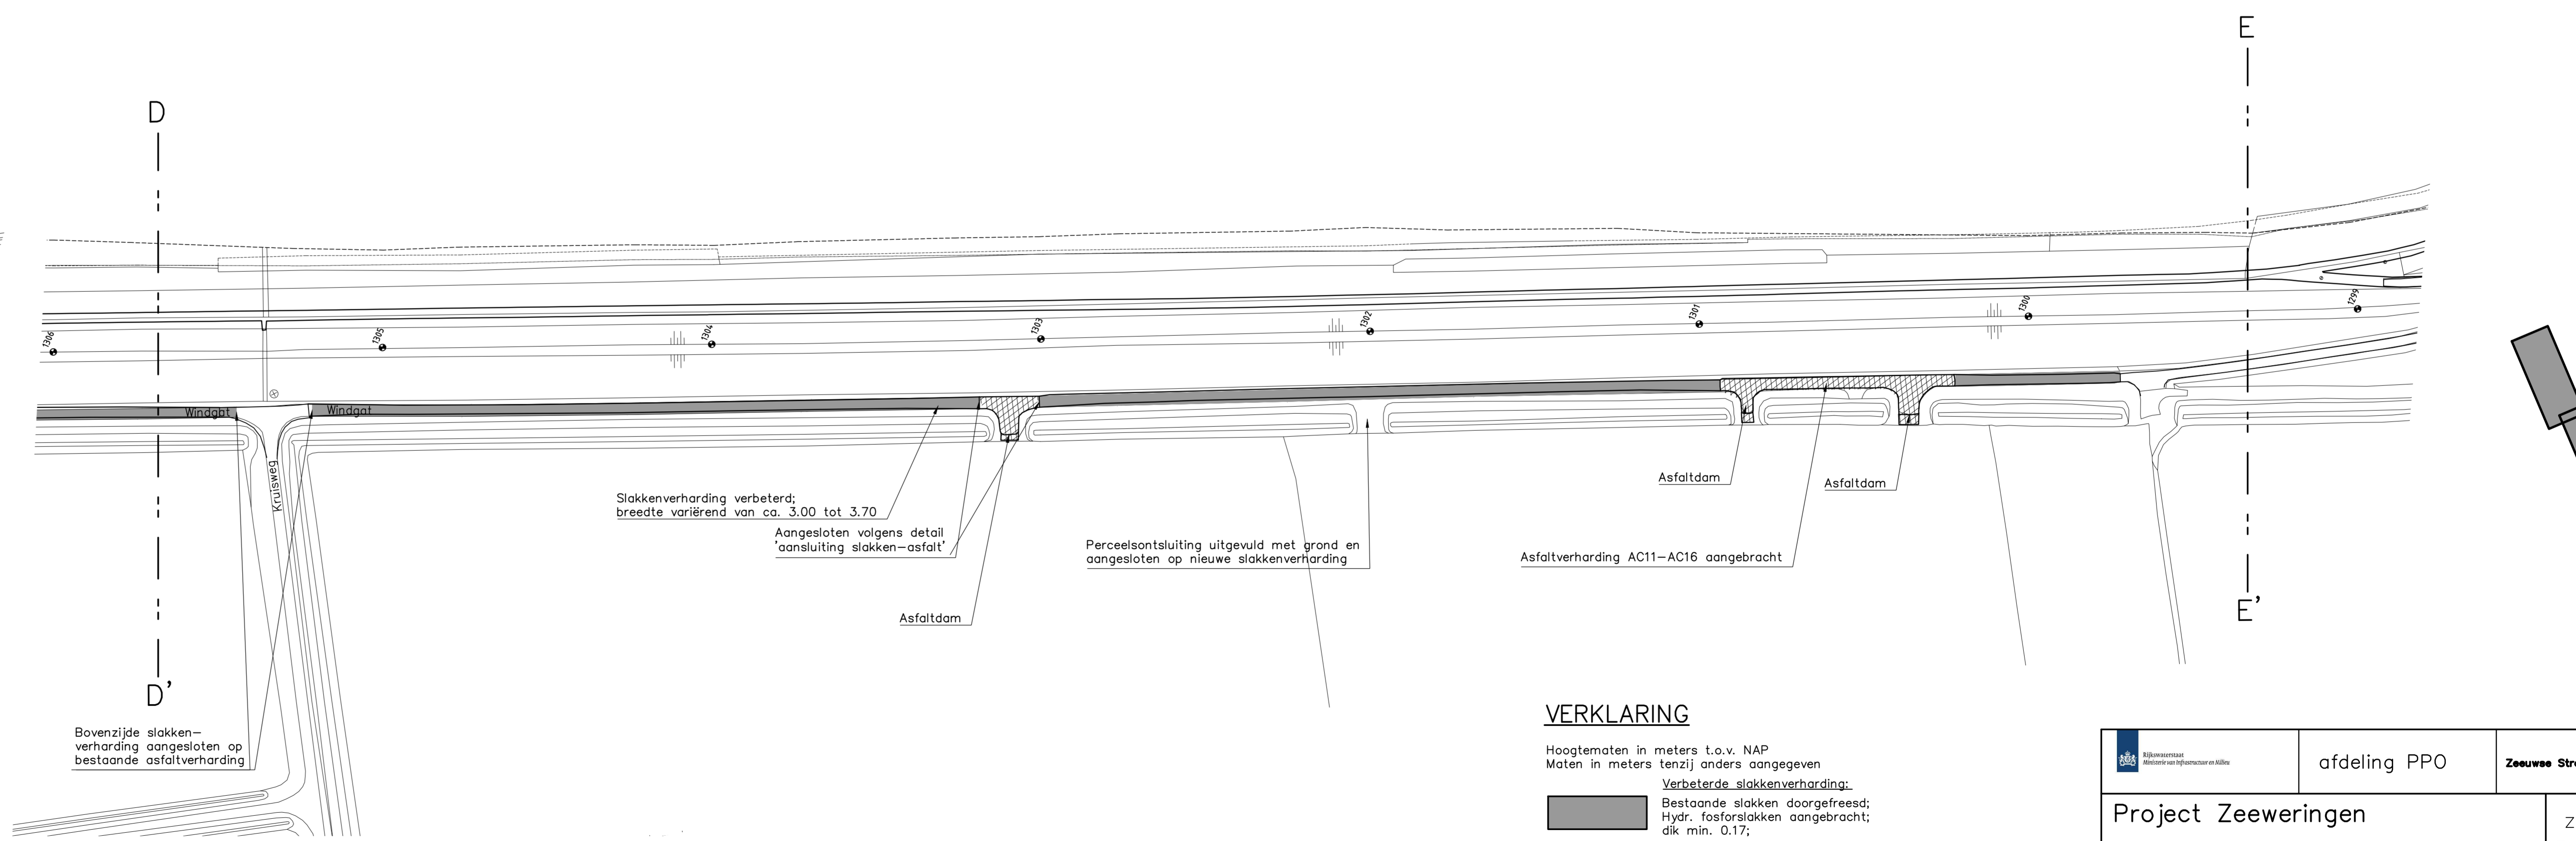 E
D
1306
1305
1304
1303
1302
1301
1300
1299
Windgat
Windgat
Kruisweg
Slakkenverharding verbeterd;
breedte variërend van ca. 3.00 tot 3.70
Aangesloten volgens detail
'aansluiting slakken-asfalt'
Asfaltdam
Perceelsontsluiting uitgevuld met grond en
aangesloten op nieuwe slakkenverharding
Asfaltdam
Asfaltdam
Asfaltverharding AC11-AC16 aangebracht
E'
D'
Bovenzijde slakken-
verharding aangesloten op
bestaande asfaltverharding
VERKLARING
Hoogtematen in meters t.o.v. NAP
Maten in meters tenzij anders aangegeven
Verbeterde slakkenverharding:
Bestaande slakken doorgefreesd;
Hydr. fosforslakken aangebracht;
dik min. 0.17;
Rijkswaterstaat
Ministerie van Infrastructuur en Milieu
afdeling PPO
Zeeuwse Str
Project Zeeweringen
Z